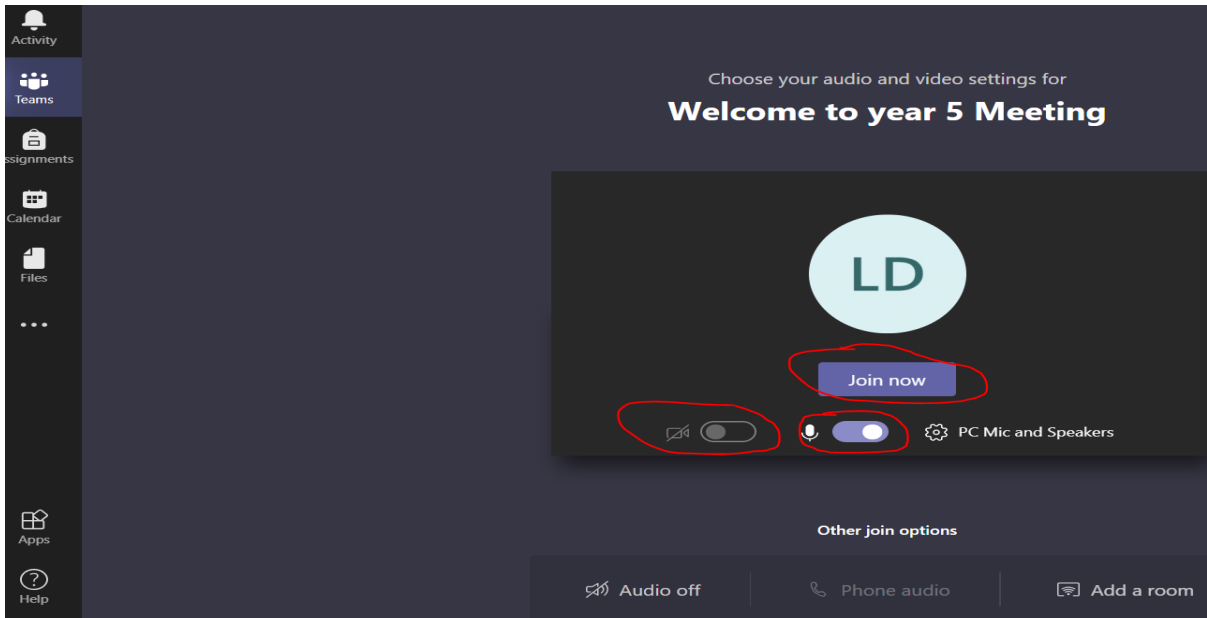 Activity
Teams
ssignments
Calendar
Files
Apps
Help
Choose your audio and video settings for
Welcome to year 5 Meeting
LD
Join now
PC Mic and Speakers
Other join options
Audio off
Phone audio
Add a room